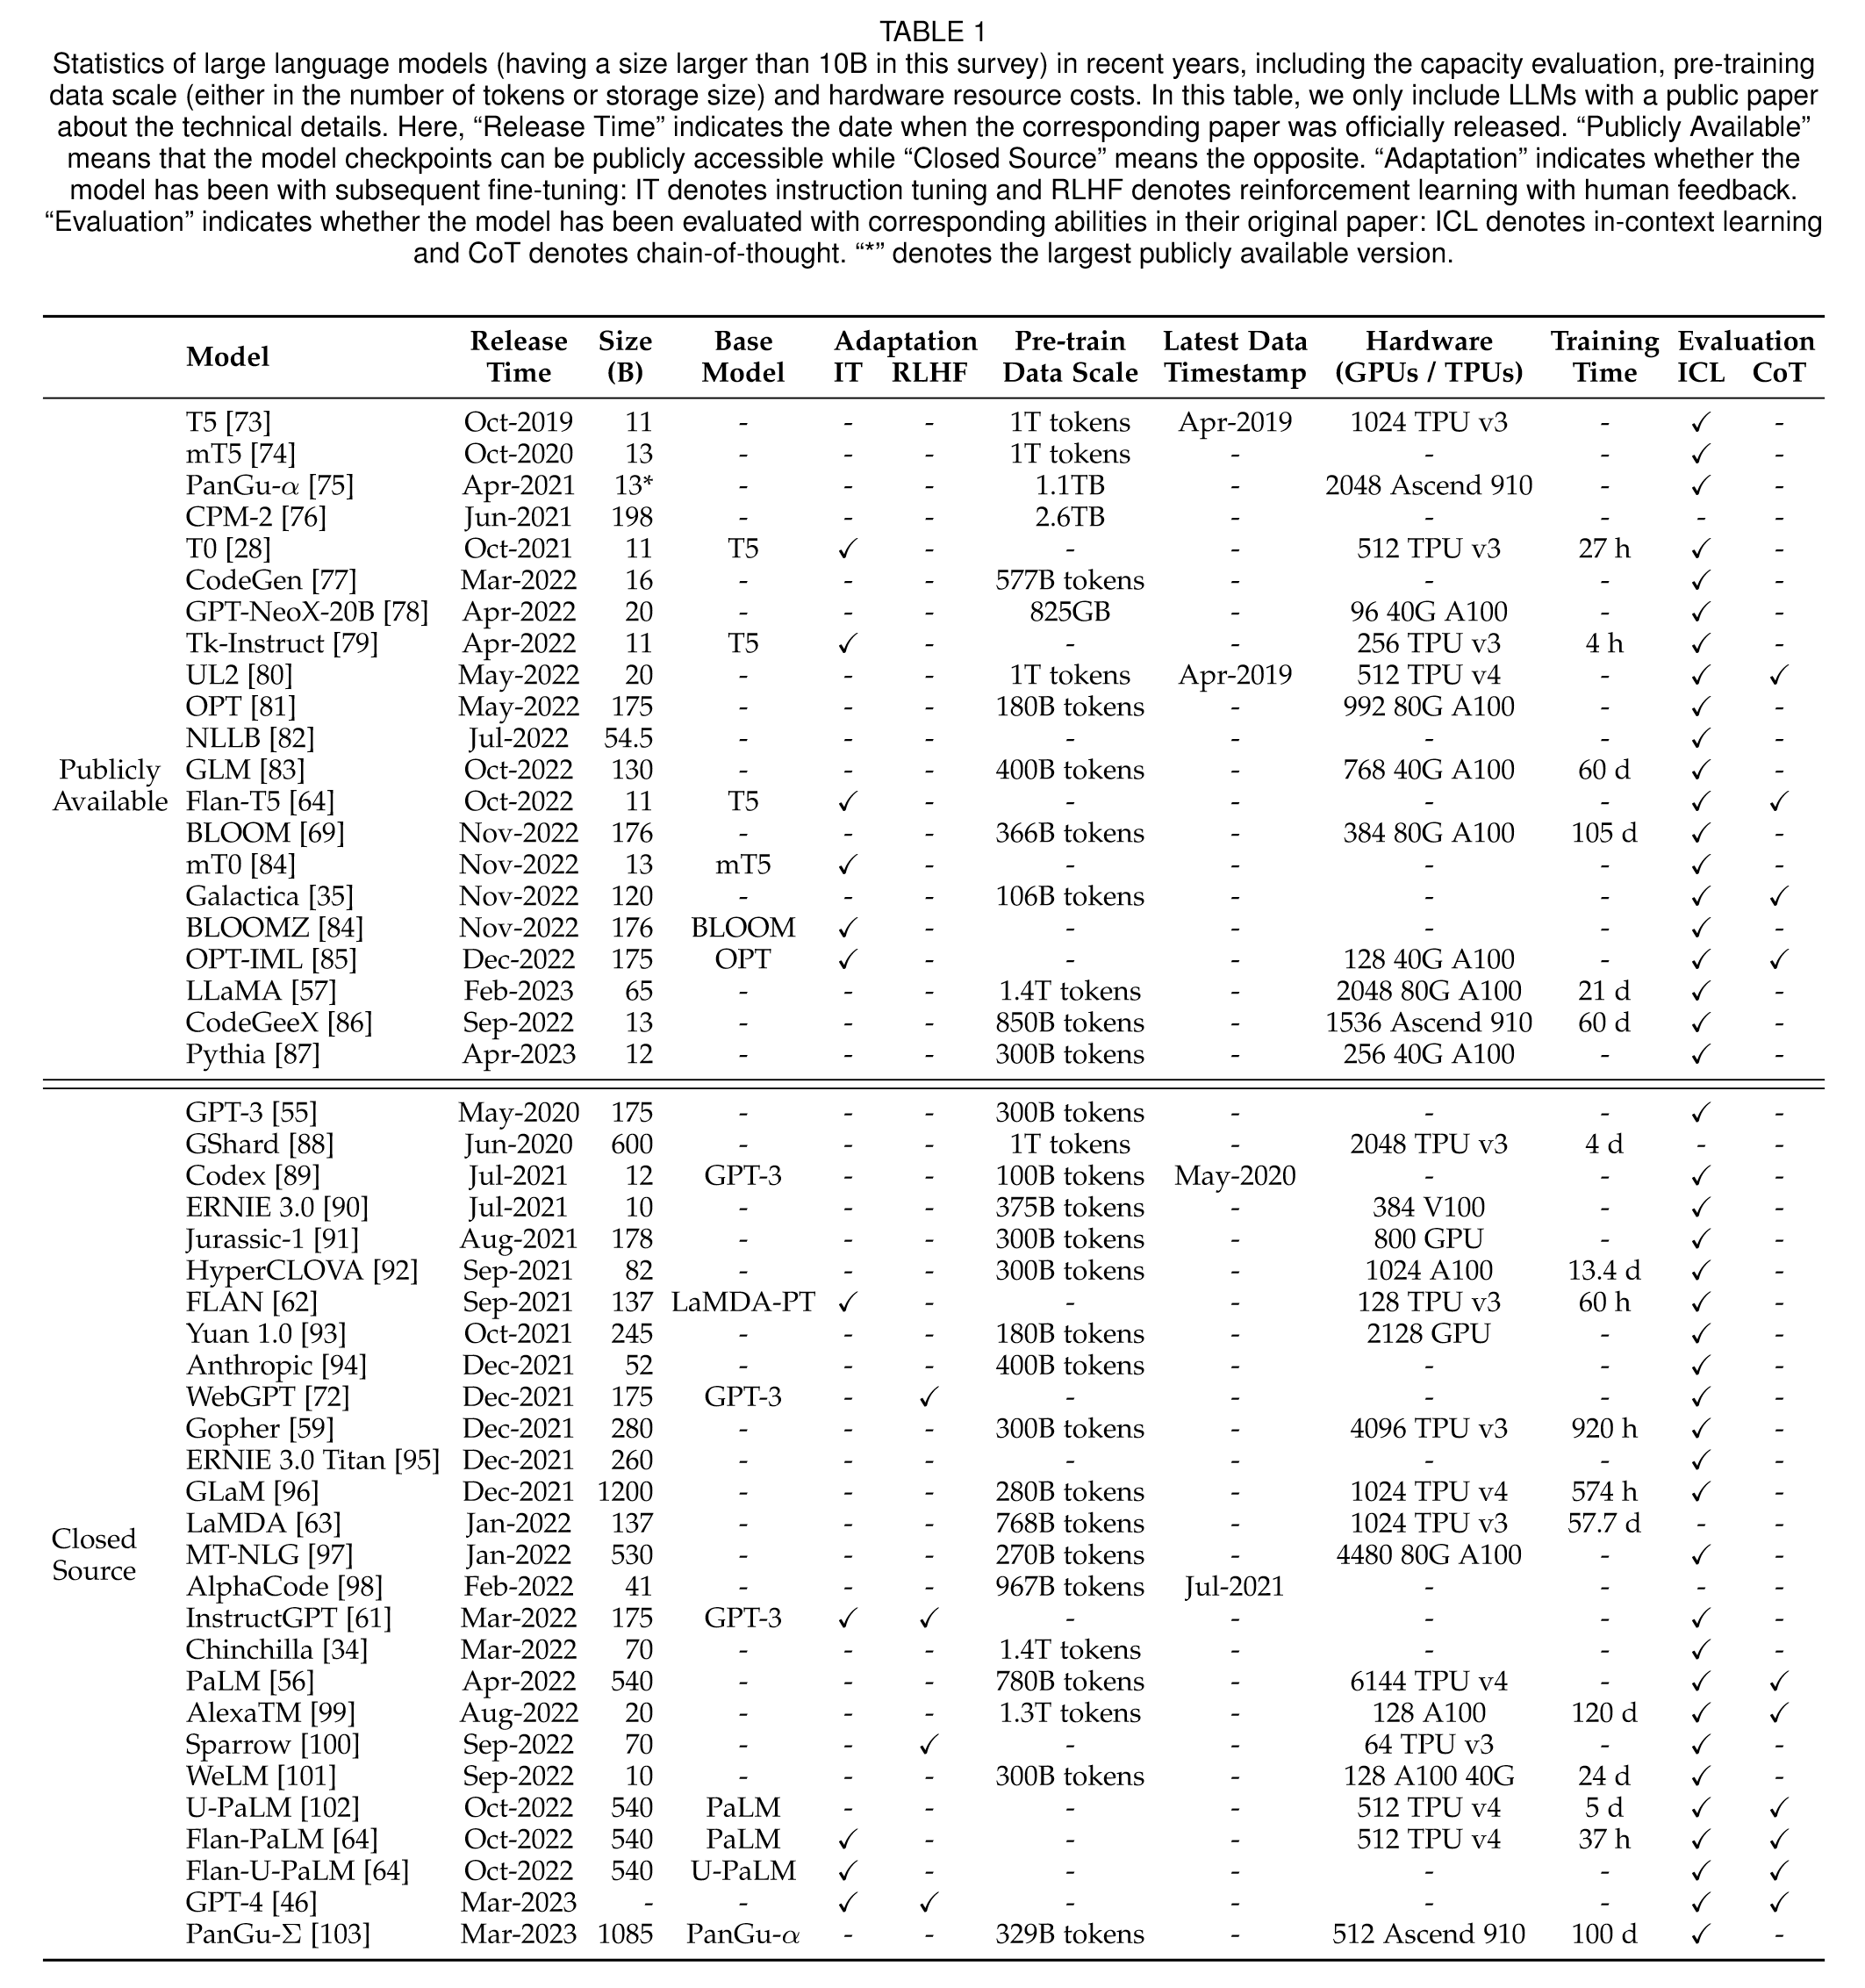 TABLE 1
Statistics of large language models (having a size larger than 10B in this survey) in recent years, including the capacity evaluation, pre-training
data scale (either in the number of tokens or storage size) and hardware resource costs. In this table, we only include LLMs with a public paper
about the technical details. Here, “Release Time” indicates the date when the corresponding paper was officially released. “Publicly Available”
means that the model checkpoints can be publicly accessible while “Closed Source” means the opposite. “Adaptation” indicates whether the
model has been with subsequent fine-tuning: IT denotes instruction tuning and RLHF denotes reinforcement learning with human feedback.
“Evaluation” indicates whether the model has been evaluated with corresponding abilities in their original paper: ICL denotes in-context learning
and CoT denotes chain-of-thought. “*” denotes the largest publicly available version.
Model Release Time Size (B) Base Model Adaptation IT RLHF Pre-train Data Scale Latest Data Timestamp Hardware (GPUs / TPUs) Training Time Evaluation ICL CoT
Publicly Available
T5 [73] Oct-2019 11 - - - 1T tokens Apr-2019 1024 TPU v3 - ✓ -
mT5 [74] Oct-2020 13 - - - 1T tokens - - - ✓ -
PanGu-α [75] Apr-2021 13* - - - 1.1TB - 2048 Ascend 910 - ✓ -
CPM-2 [76] Jun-2021 198 - - - 2.6TB - - - - -
T0 [28] Oct-2021 11 T5 ✓ - - - 512 TPU v3 27 h ✓ -
CodeGen [77] Mar-2022 16 - - - 577B tokens - - - ✓ -
GPT-NeoX-20B [78] Apr-2022 20 - - - 825GB - 96 40G A100 - ✓ -
Tk-Instruct [79] Apr-2022 11 T5 ✓ - - - 256 TPU v3 4 h ✓ -
UL2 [80] May-2022 20 - - - 1T tokens Apr-2019 512 TPU v4 - ✓ ✓
OPT [81] May-2022 175 - - - 180B tokens - 992 80G A100 - ✓ -
NLLB [82] Jul-2022 54.5 - - - - - - - ✓ -
GLM [83] Oct-2022 130 - - - 400B tokens - 768 40G A100 60 d ✓ -
Flan-T5 [64] Oct-2022 11 T5 ✓ - - - - - ✓ ✓
BLOOM [69] Nov-2022 176 - - - 366B tokens - 384 80G A100 105 d ✓ -
mT0 [84] Nov-2022 13 mT5 ✓ - - - - - ✓ -
Galactica [35] Nov-2022 120 - - - 106B tokens - - - ✓ ✓
BLOOMZ [84] Nov-2022 176 BLOOM ✓ - - - - - ✓ -
OPT-IML [85] Dec-2022 175 OPT ✓ - - - 128 40G A100 - ✓ ✓
LLaMA [57] Feb-2023 65 - - - 1.4T tokens - 2048 80G A100 21 d ✓ -
CodeGeeX [86] Sep-2022 13 - - - 850B tokens - 1536 Ascend 910 60 d ✓ -
Pythia [87] Apr-2023 12 - - - 300B tokens - 256 40G A100 - ✓ -
Closed Source
GPT-3 [55] May-2020 175 - - - 300B tokens - - - ✓ -
GShard [88] Jun-2020 600 - - - 1T tokens - 2048 TPU v3 4 d - -
Codex [89] Jul-2021 12 GPT-3 - - 100B tokens May-2020 - - ✓ -
ERNIE 3.0 [90] Jul-2021 10 - - - 375B tokens - 384 V100 - ✓ -
Jurassic-1 [91] Aug-2021 178 - - - 300B tokens - 800 GPU - ✓ -
HyperCLOVA [92] Sep-2021 82 - - - 300B tokens - 1024 A100 13.4 d ✓ -
FLAN [62] Sep-2021 137 LaMDA-PT ✓ - - - 128 TPU v3 60 h ✓ -
Yuan 1.0 [93] Oct-2021 245 - - - 180B tokens - 2128 GPU - ✓ -
Anthropic [94] Dec-2021 52 - - - 400B tokens - - - ✓ -
WebGPT [72] Dec-2021 175 GPT-3 - ✓ - - - - ✓ -
Gopher [59] Dec-2021 280 - - - 300B tokens - 4096 TPU v3 920 h ✓ -
ERNIE 3.0 Titan [95] Dec-2021 260 - - - - - - - ✓ -
GLaM [96] Dec-2021 1200 - - - 280B tokens - 1024 TPU v4 574 h ✓ -
LaMDA [63] Jan-2022 137 - - - 768B tokens - 1024 TPU v3 57.7 d - -
MT-NLG [97] Jan-2022 530 - - - 270B tokens - 4480 80G A100 - ✓ -
AlphaCode [98] Feb-2022 41 - - - 967B tokens Jul-2021 - - - -
InstructGPT [61] Mar-2022 175 GPT-3 ✓ ✓ - - - - ✓ -
Chinchilla [34] Mar-2022 70 - - - 1.4T tokens - - - ✓ -
PaLM [56] Apr-2022 540 - - - 780B tokens - 6144 TPU v4 - ✓ ✓
AlexaTM [99] Aug-2022 20 - - - 1.3T tokens - 128 A100 120 d ✓ ✓
Sparrow [100] Sep-2022 70 - - ✓ - - 64 TPU v3 - ✓ -
WeLM [101] Sep-2022 10 - - - 300B tokens - 128 A100 40G 24 d ✓ -
U-PaLM [102] Oct-2022 540 PaLM - - - - 512 TPU v4 5 d ✓ ✓
Flan-PaLM [64] Oct-2022 540 PaLM ✓ - - - 512 TPU v4 37 h ✓ ✓
Flan-U-PaLM [64] Oct-2022 540 U-PaLM ✓ - - - - - ✓ ✓
GPT-4 [46] Mar-2023 - - ✓ ✓ - - - - ✓ ✓
PanGu-Σ [103] Mar-2023 1085 PanGu-α - - 329B tokens - 512 Ascend 910 100 d ✓ -